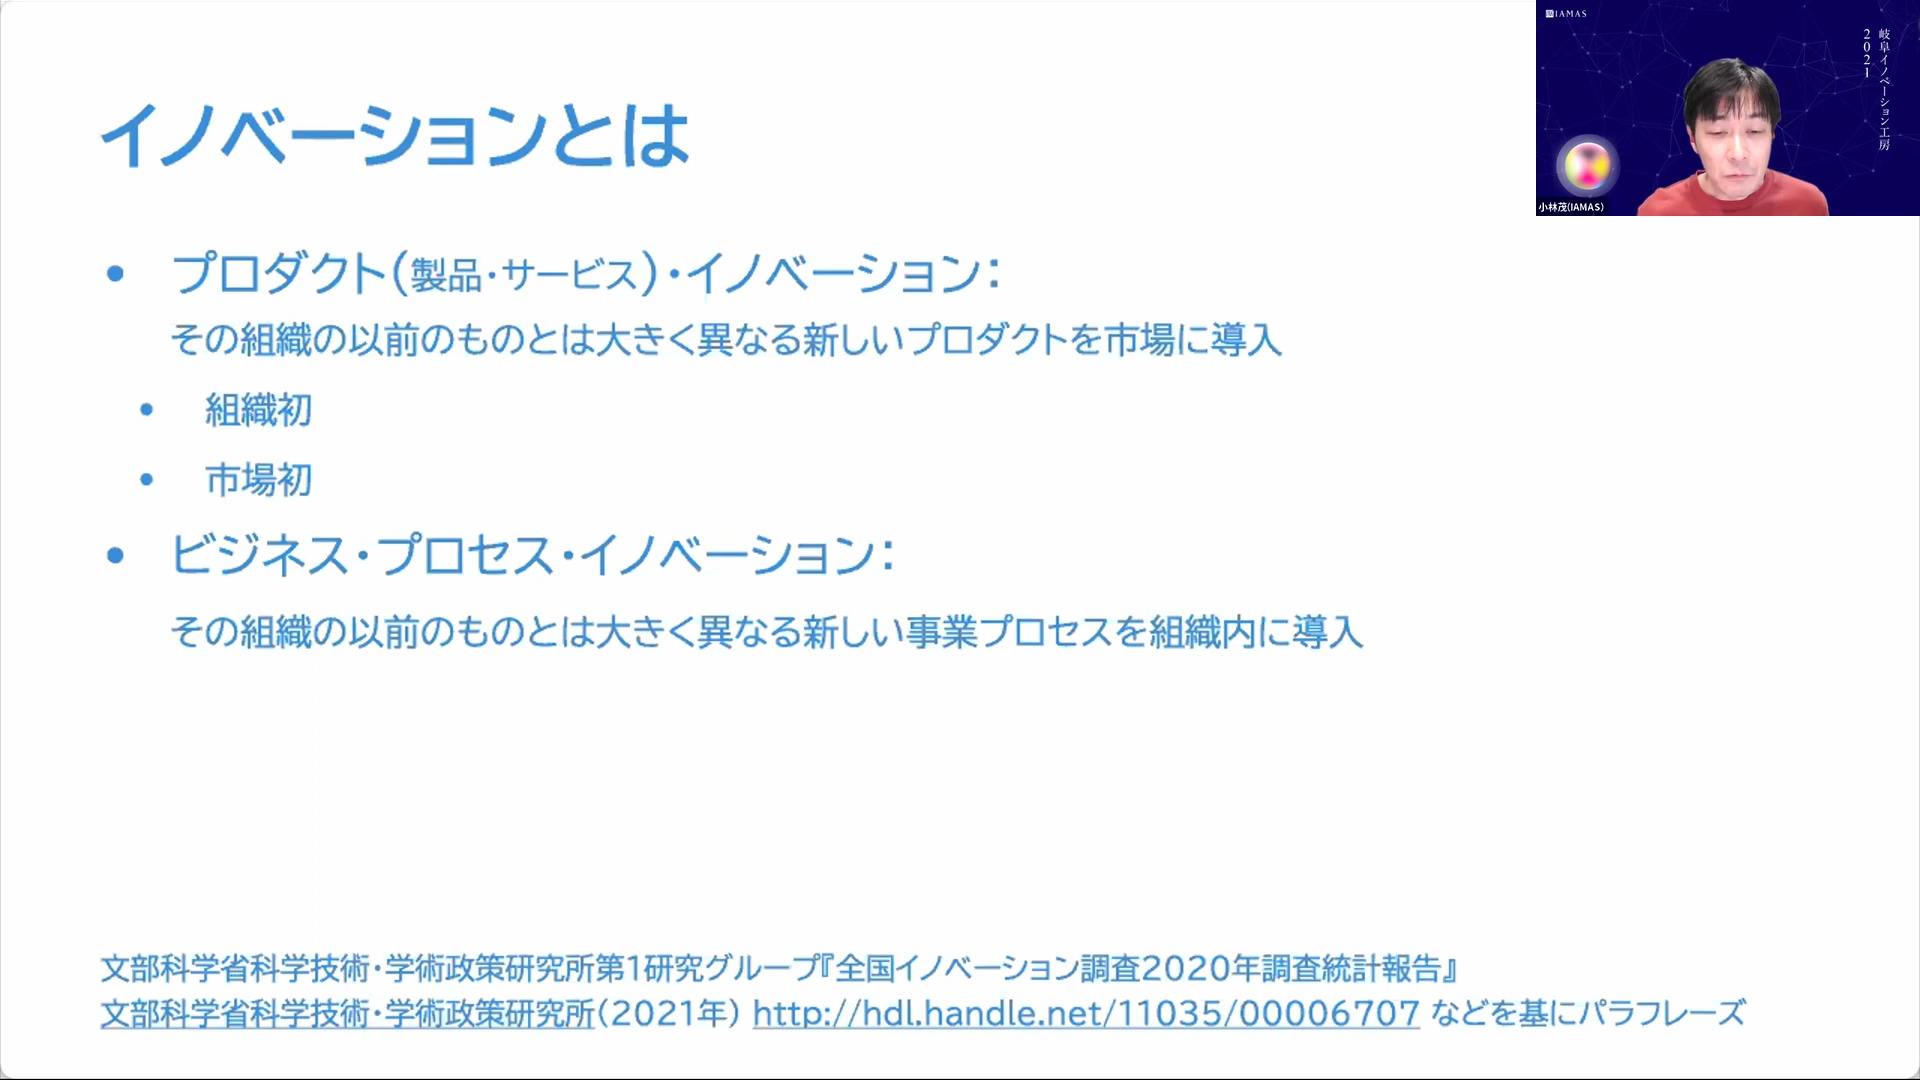 イノベーションとは
• プロダクト(製品・サービス)・イノベーション:
その組織の以前のものとは大きく異なる新しいプロダクトを市場に導入
• 組織初
• 市場初
• ビジネス・プロセス・イノベーション:
その組織の以前のものとは大きく異なる新しい事業プロセスを組織内に導入
文部科学省科学技術・学術政策研究所第1研究グループ『全国イノベーション調査2020年調査統計報告』
文部科学省科学技術・学術政策研究所(2021年) http://hdl.handle.net/11035/00006707 などを基にパラフレーズ
IAMAS
岐阜イノベーション工房
2021
小林茂(IAMAS)